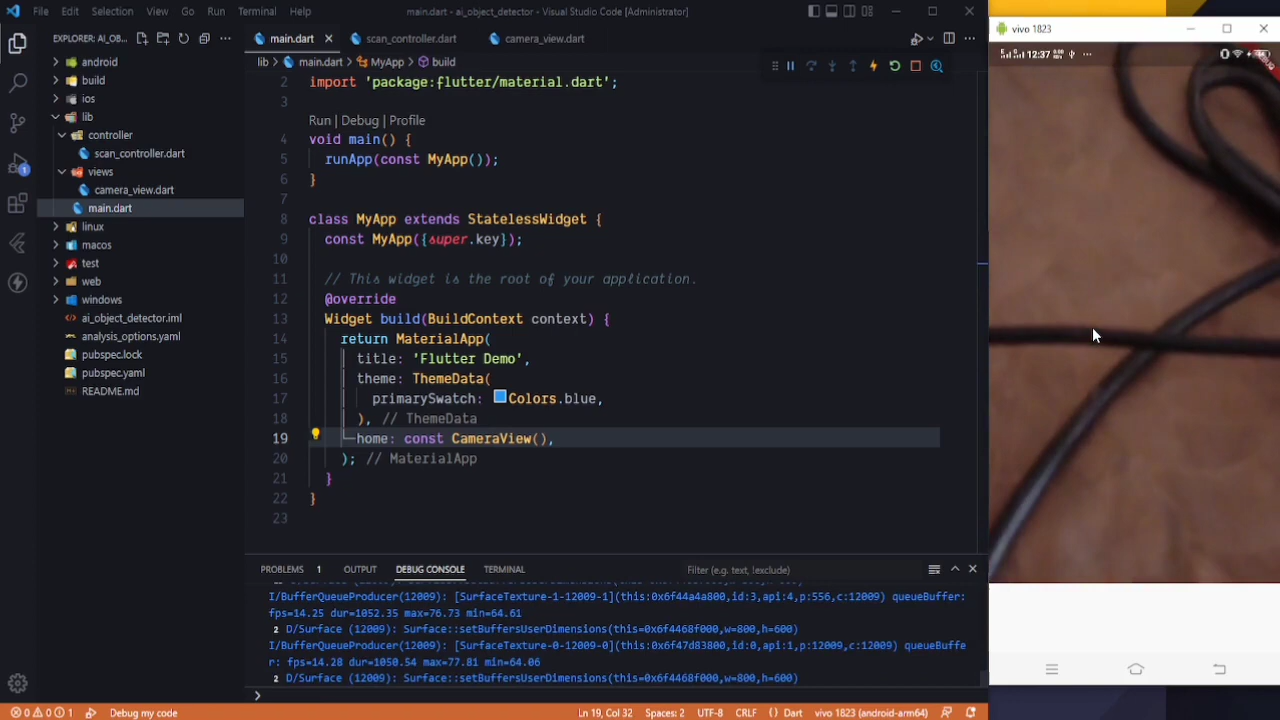 File Edit Selection View Go Run Terminal Help
main.dart - ai_object_detector - Visual Studio Code [Administrator]
vivo 1823
EXPLORER: AI_OB...
main.dart
scan_controller.dart
camera_view.dart
12:37
lib > main.dart > MyApp > build
android
build
ios
lib
controller
scan_controller.dart
views
camera_view.dart
main.dart
linux
macos
test
web
windows
ai_object_detector.iml
analysis_options.yaml
pubspec.lock
pubspec.yaml
README.md
1
2 import 'package:flutter/material.dart';
3
Run | Debug | Profile
4 void main() {
5 runApp(const MyApp());
6 }
7
8 class MyApp extends StatelessWidget {
9 const MyApp({super.key});
10
11 // This widget is the root of your application.
12 @override
13 Widget build(BuildContext context) {
14 return MaterialApp(
15 title: 'Flutter Demo',
16 theme: ThemeData(
17 primarySwatch: Colors.blue,
18 ), // ThemeData
19 home: const CameraView(),
20 ); // MaterialApp
21 }
22 }
23
PROBLEMS 1 OUTPUT DEBUG CONSOLE TERMINAL
Filter (e.g. text, !exclude)
I/BufferQueueProducer(12009): [SurfaceTexture-1-12009-1](this:0x6f44a4a800,id:3,api:4,p:556,c:12009) queueBuffer:
fps=14.25 dur=1052.35 max=76.73 min=64.61
2 D/Surface (12009): Surface::setBuffersUserDimensions(this=0x6f4468f000,w=800,h=600)
I/BufferQueueProducer(12009): [SurfaceTexture-0-12009-0](this:0x6f47d83800,id:0,api:1,p:12009,c:12009) queueBuffe
r: fps=14.28 dur=1050.54 max=77.81 min=64.06
2 D/Surface (12009): Surface::setBuffersUserDimensions(this=0x6f4468f000,w=800,h=600)
>
0 0 1 Debug my code
Ln 19, Col 32 Spaces: 2 UTF-8 CRLF {} Dart vivo 1823 (android-arm64)